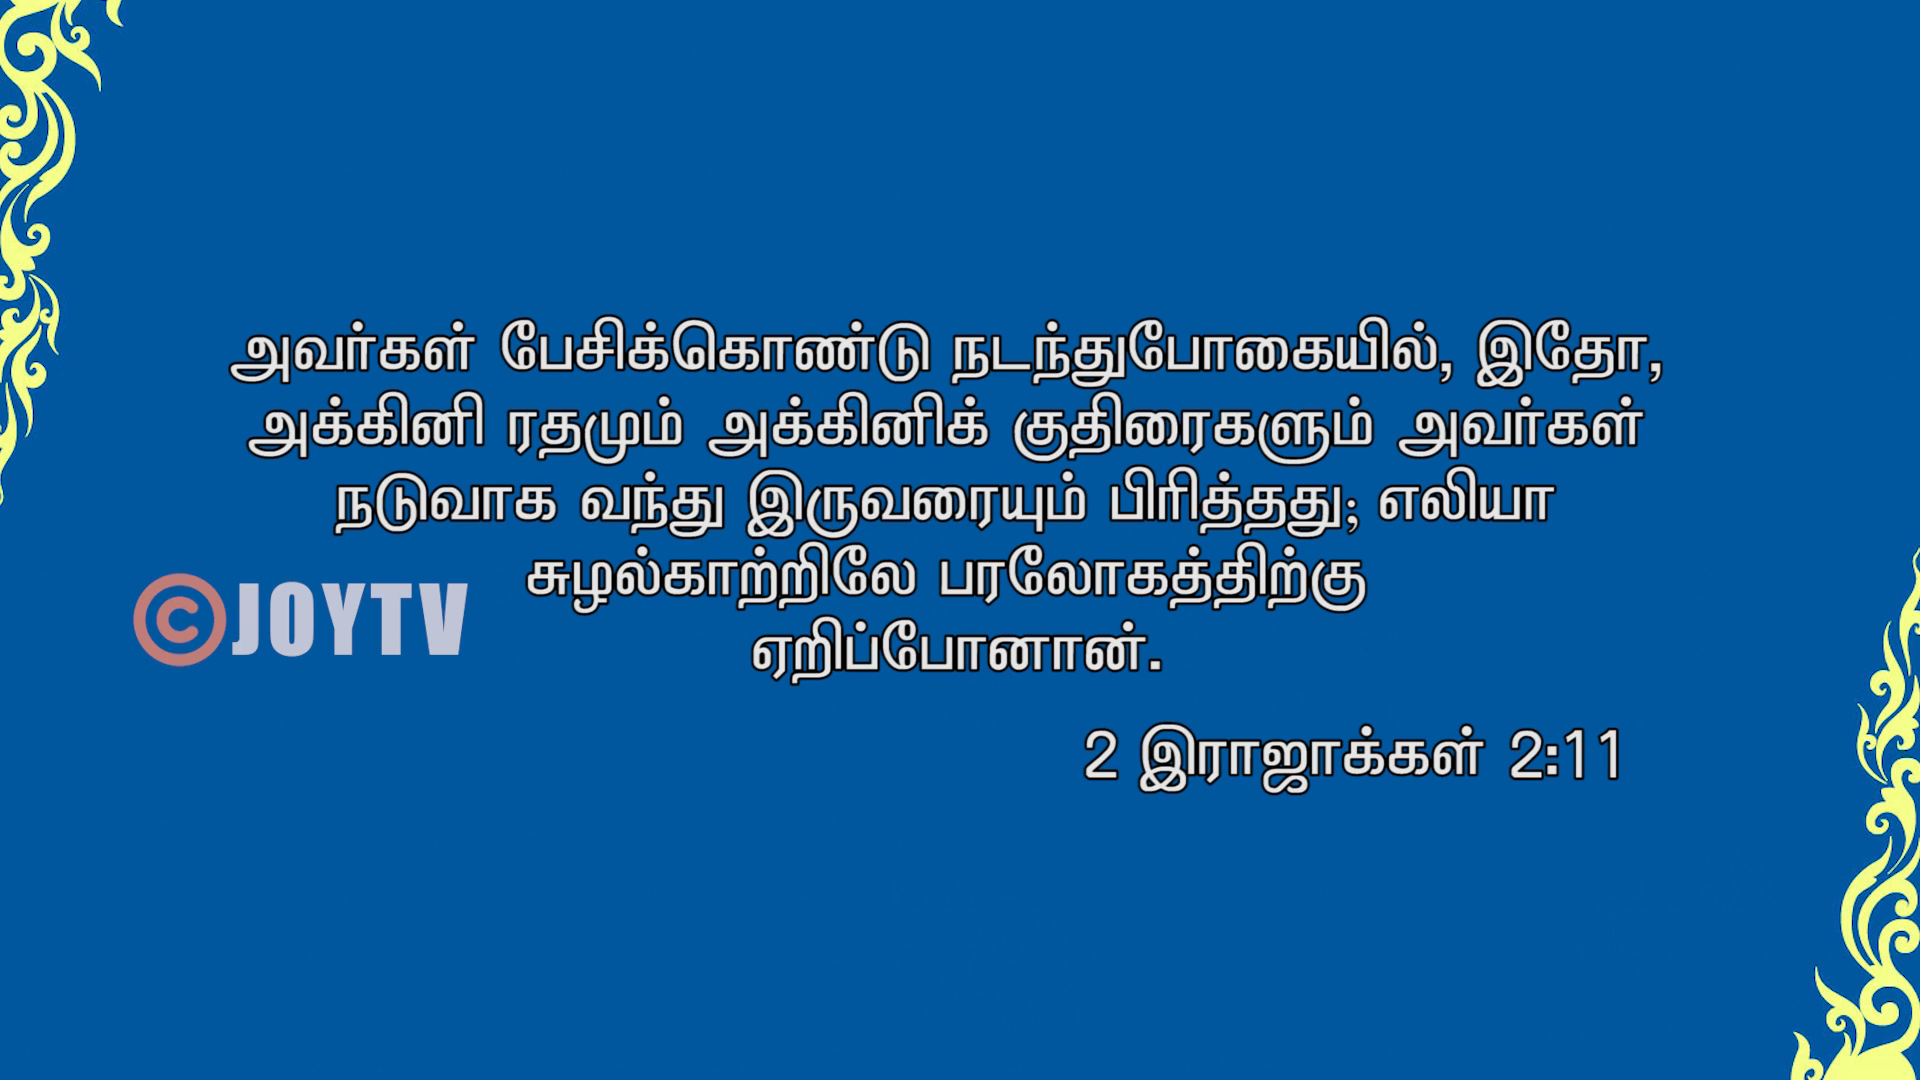 அவர்கள் பேசிக்கொண்டு நடந்துபோகையில், இதோ,
அக்கினி ரதமும் அக்கினிக் குதிரைகளும் அவர்கள்
நடுவாக வந்து இருவரையும் பிரித்தது; எலியா
சுழல்காற்றிலே பரலோகத்திற்கு
ஏறிப்போனான்.
©JOYTV
2 இராஜாக்கள் 2:11